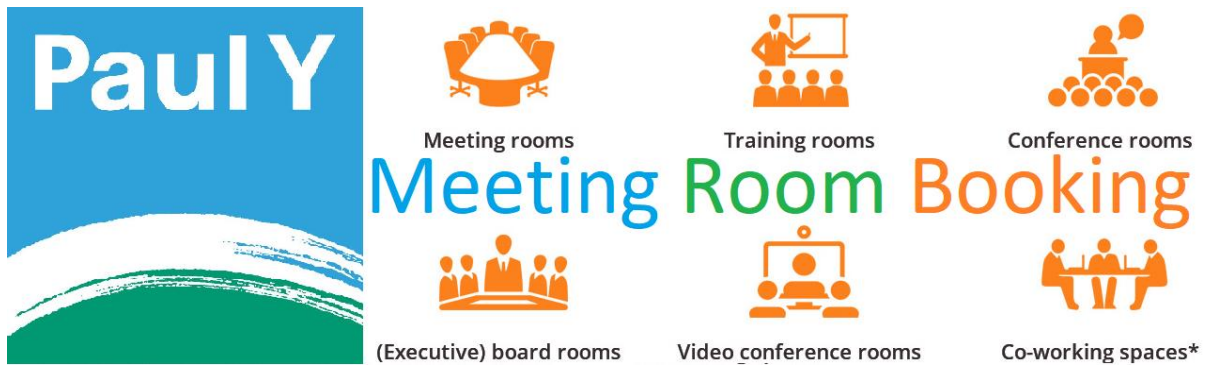 Paul Y
Meeting rooms
Training rooms
Conference rooms
Meeting Room Booking
(Executive) board rooms
Video conference rooms
Co-working spaces*